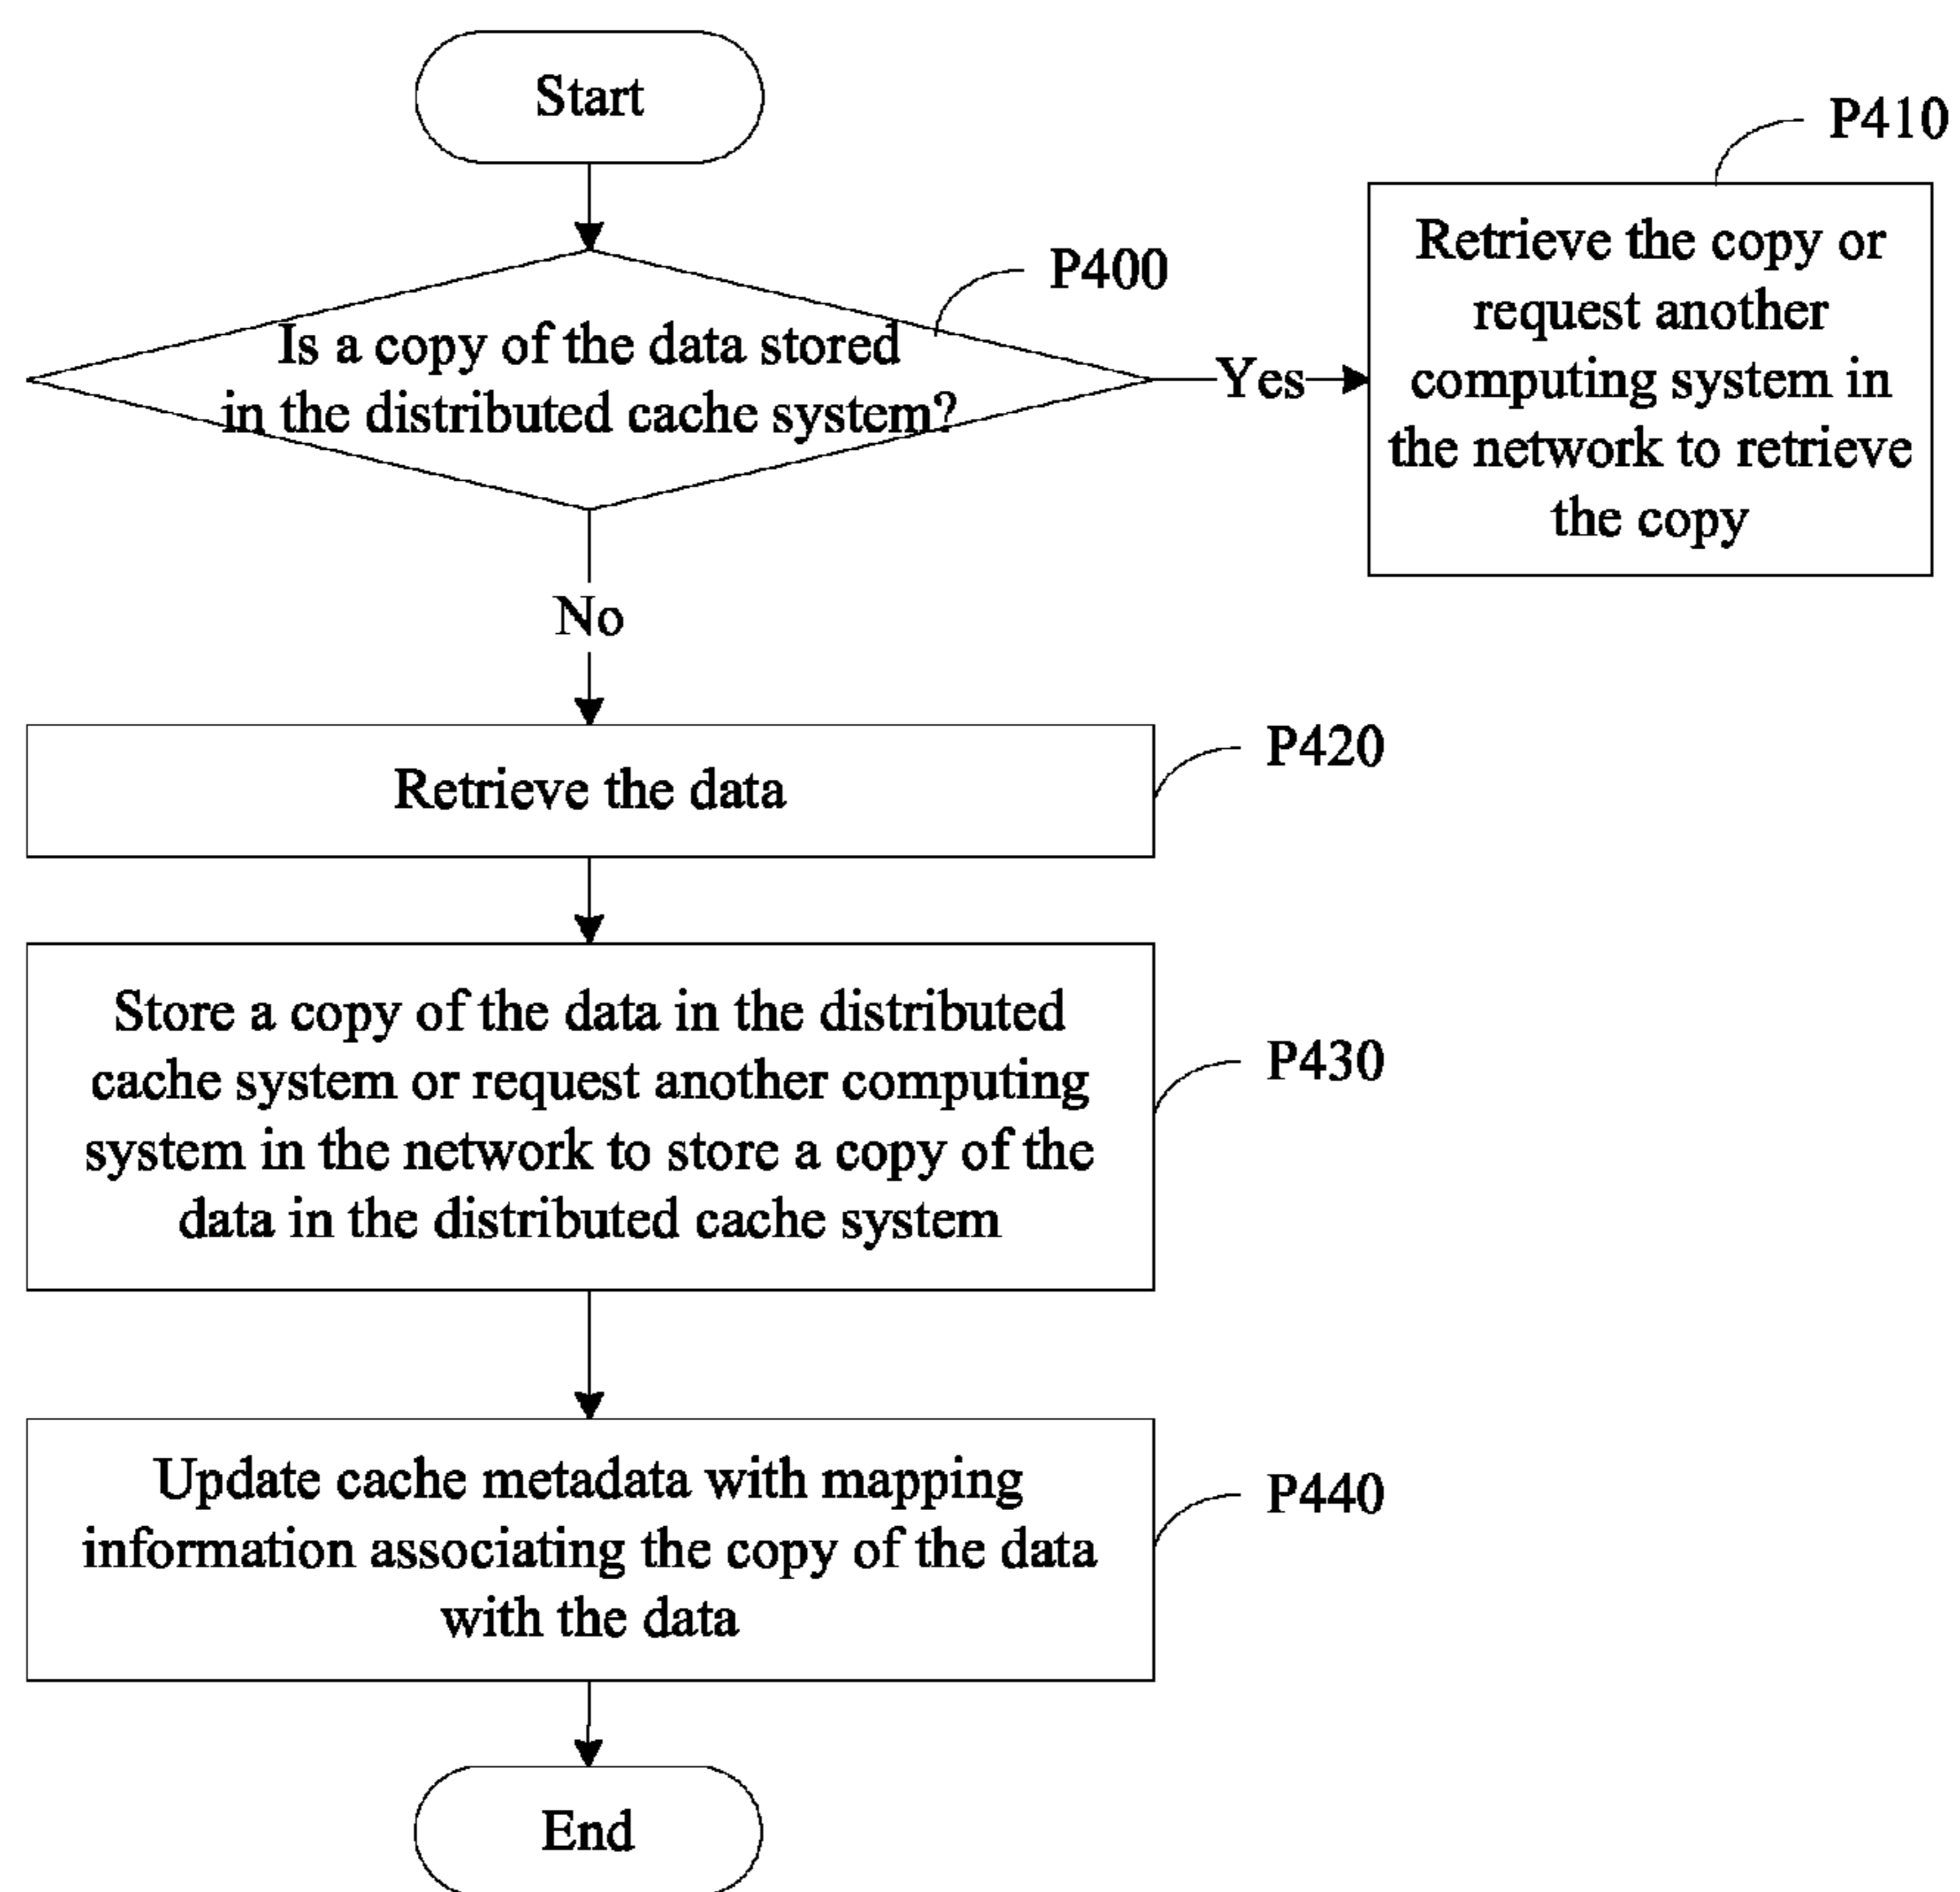 Start
P410
Retrieve the copy or
request another
computing system in
the network to retrieve
the copy
P400
Is a copy of the data stored
in the distributed cache system?
Yes
No
P420
Retrieve the data
Store a copy of the data in the distributed
cache system or request another computing
system in the network to store a copy of the
data in the distributed cache system
P430
Update cache metadata with mapping
information associating the copy of the data
with the data
P440
End